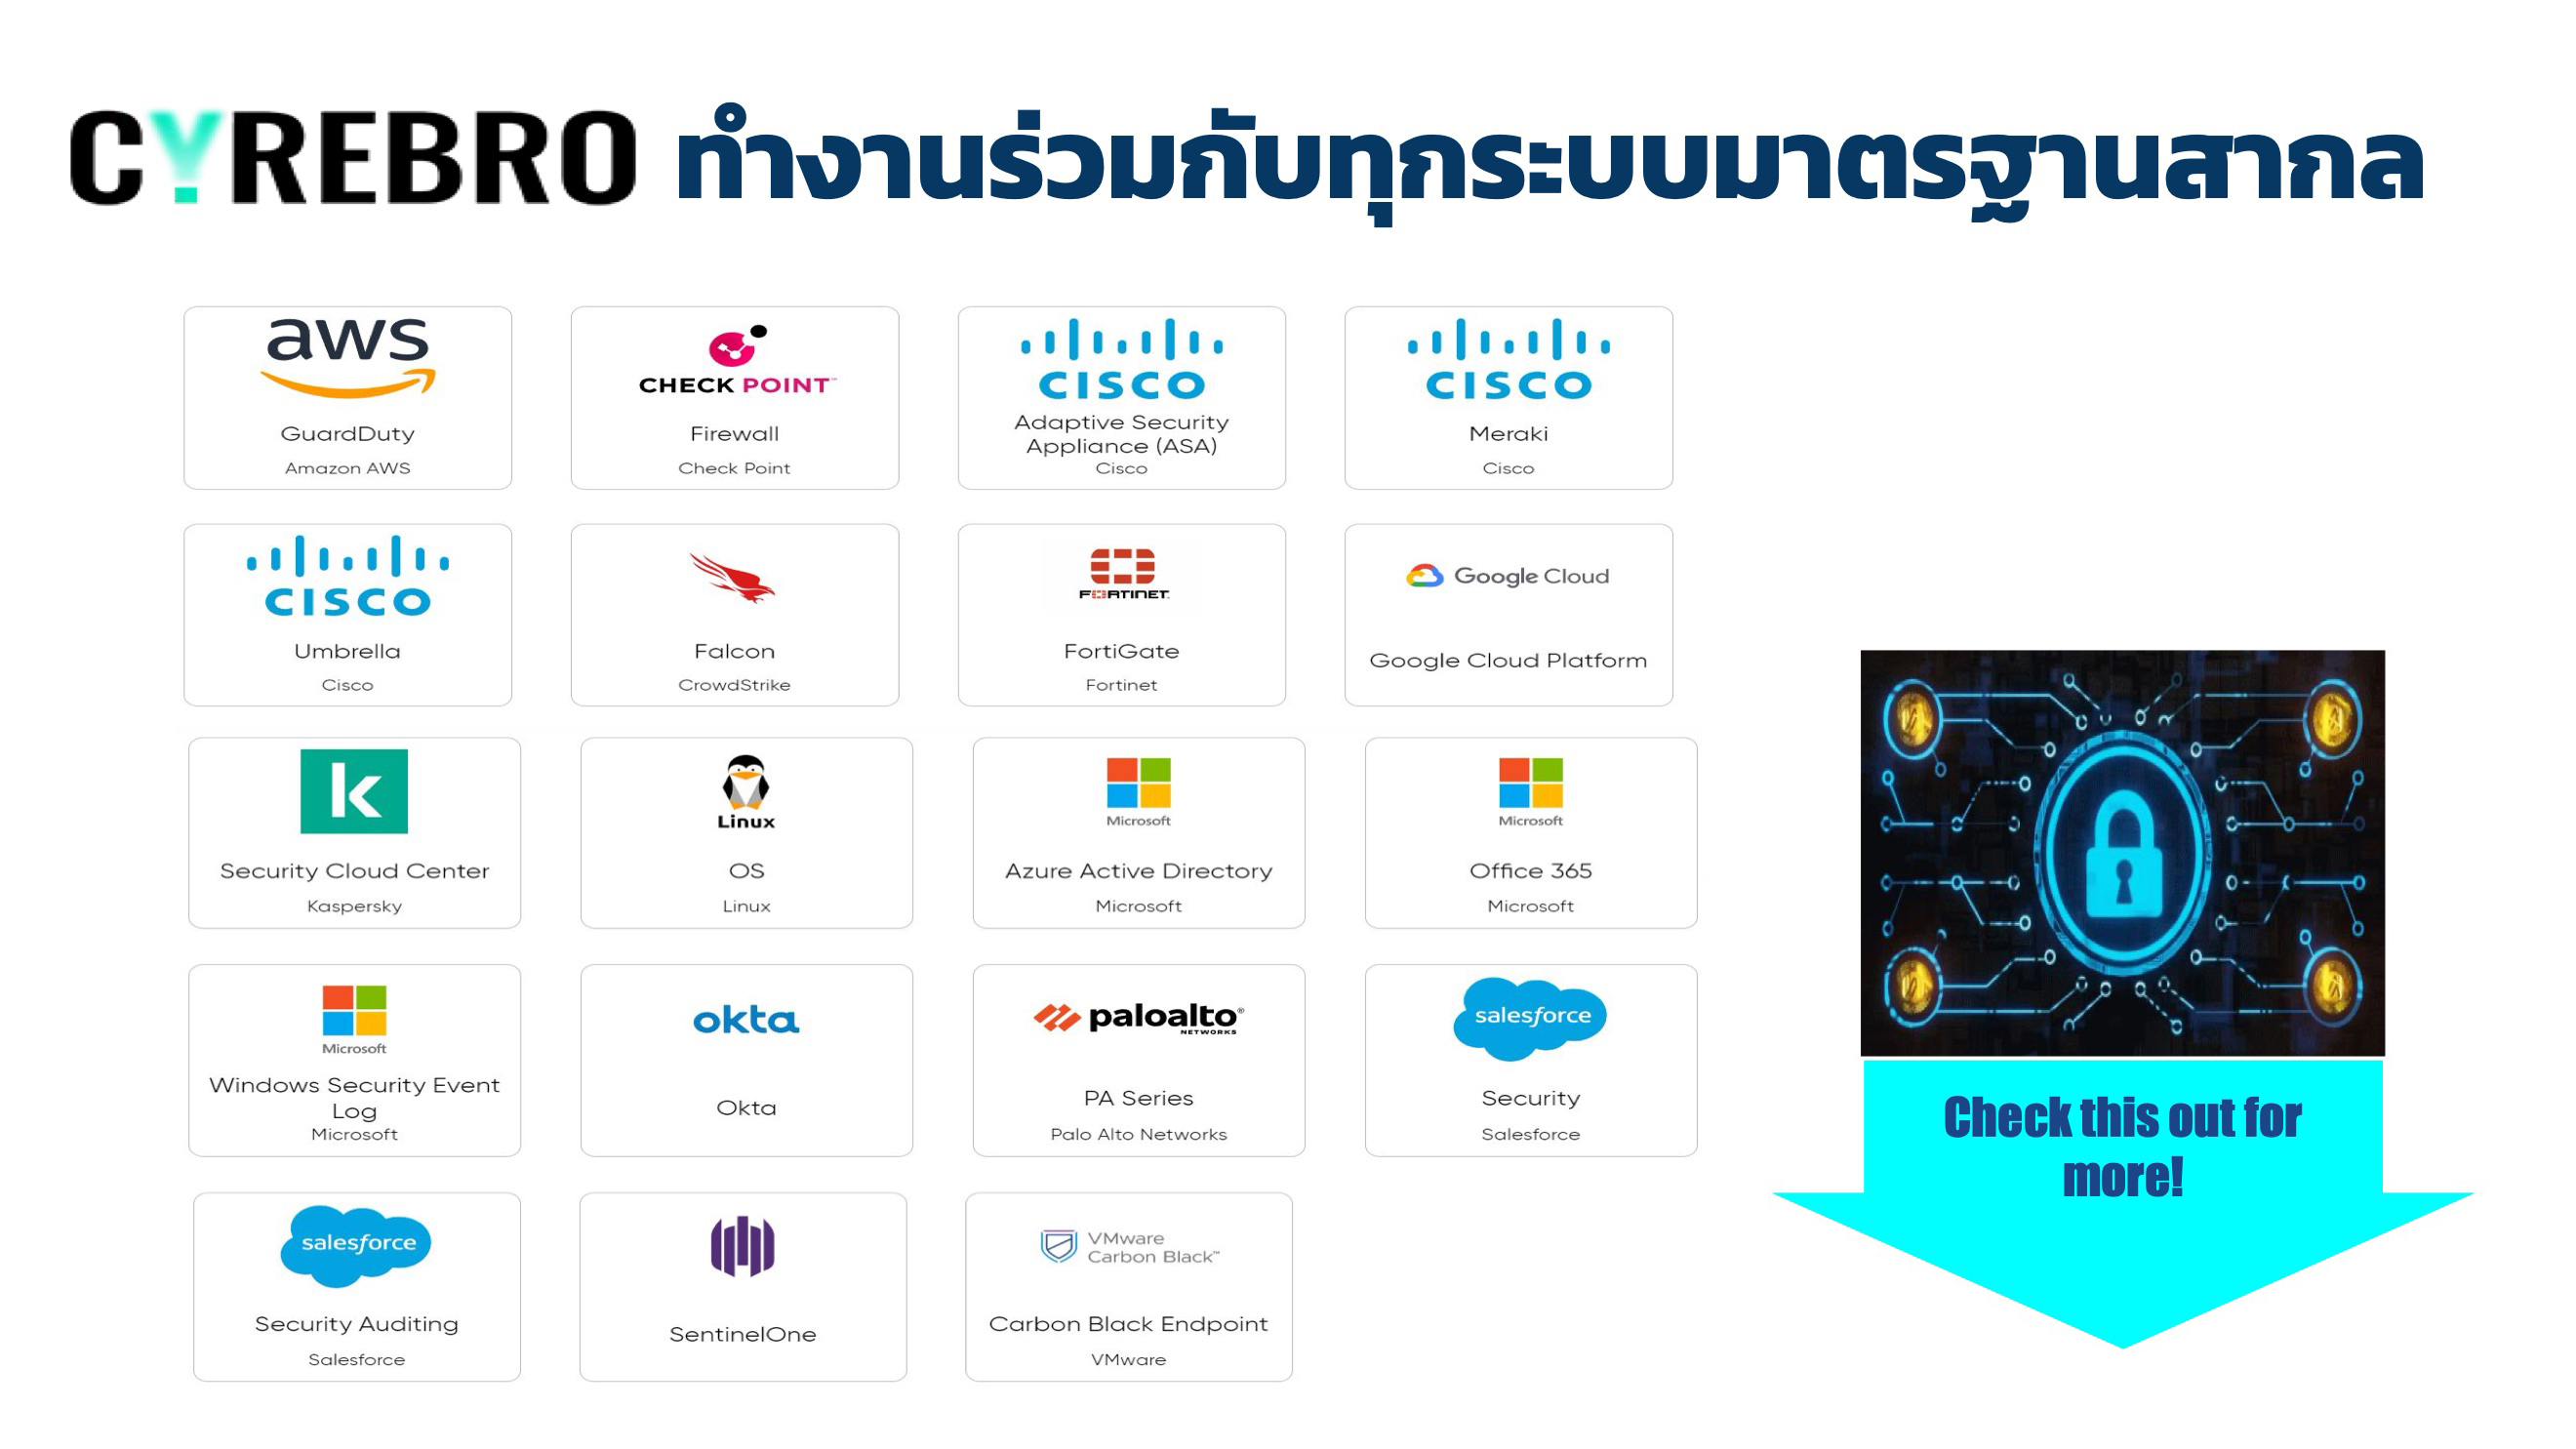 CYREBRO ทำงานร่วมกับทุกระบบมาตรฐานสากล
aws
GuardDuty
Amazon AWS
CHECK POINT™
Firewall
Check Point
CISCO
Adaptive Security
Appliance (ASA)
Cisco
CISCO
Meraki
Cisco
CISCO
Umbrella
Cisco
Falcon
CrowdStrike
FORTINET
FortiGate
Fortinet
Google Cloud
Google Cloud Platform
k
Security Cloud Center
Kaspersky
Linux
OS
Linux
Microsoft
Azure Active Directory
Microsoft
Microsoft
Office 365
Microsoft
Microsoft
Windows Security Event
Log
Microsoft
okta
Okta
paloalto®
NETWORKS
PA Series
Palo Alto Networks
salesforce
Security
Salesforce
salesforce
Security Auditing
Salesforce
SentinelOne
VMware
Carbon Black™
Carbon Black Endpoint
VMware
Check this out for
more!